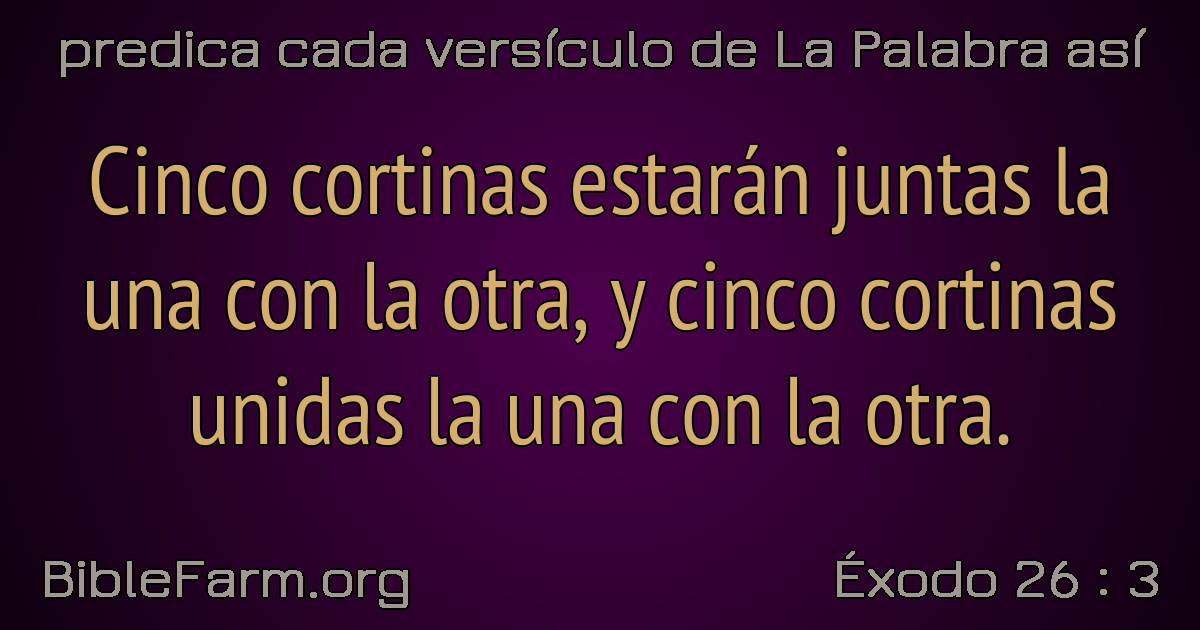 predica cada versículo de La Palabra así
Cinco cortinas estarán juntas la
una con la otra, y cinco cortinas
unidas la una con la otra.
BibleFarm.org
Éxodo 26 : 3